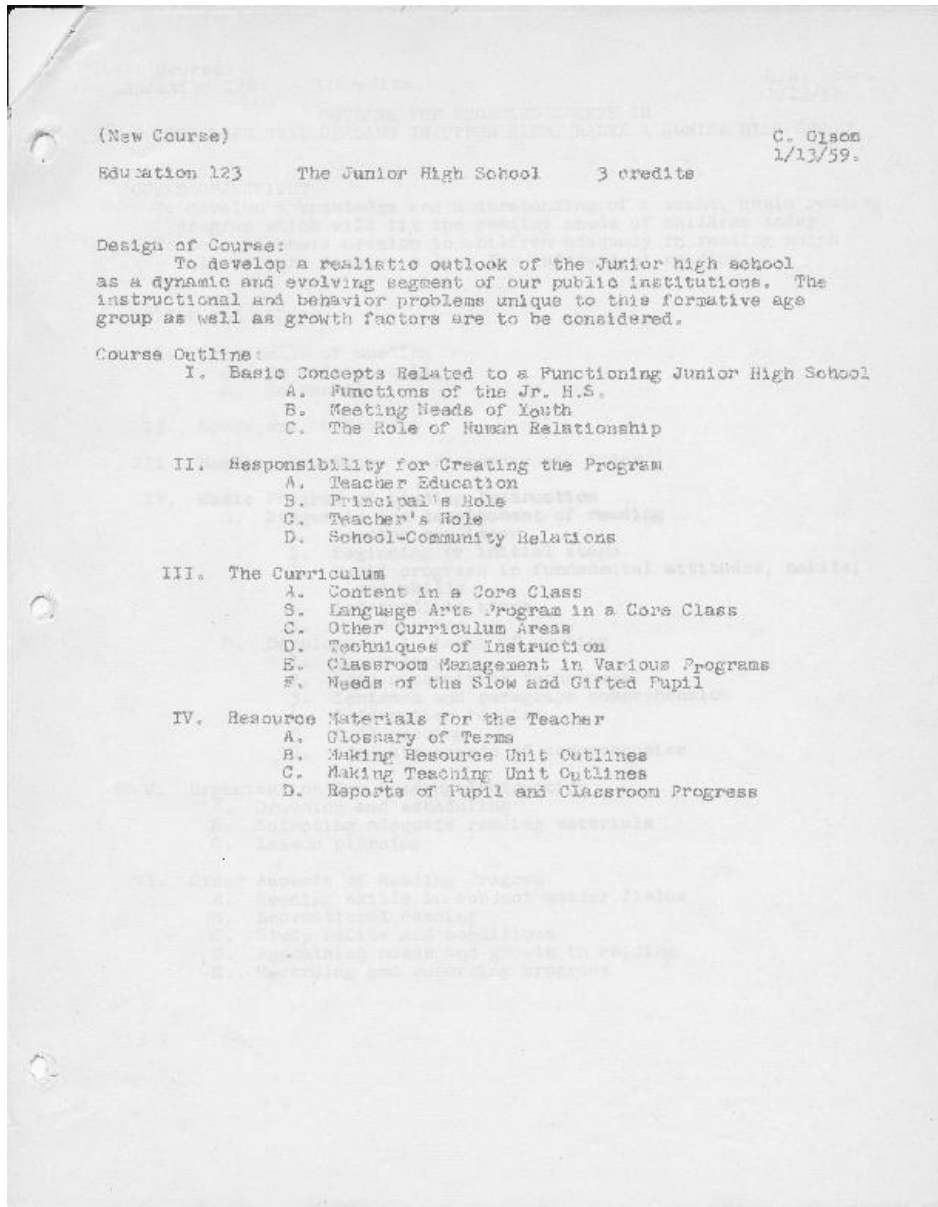 (New Course) C. Olson
1/13/59.
Education 123 The Junior High School 3 credits
Design of Course:
To develop a realistic outlook of the Junior high school
as a dynamic and evolving segment of our public institutions. The
instructional and behavior problems unique to this formative age
group as well as growth factors are to be considered.
Course Outline:
I. Basic Concepts Related to a Functioning Junior High School
A. Functions of the Jr. H.S.
B. Meeting Needs of Youth
C. The Role of Human Relationship
II. Responsibility for Creating the Program
A. Teacher Education
B. Principal's Role
C. Teacher's Role
D. School-Community Relations
III. The Curriculum
A. Content in a Core Class
B. Language Arts Program in a Core Class
C. Other Curriculum Areas
D. Techniques of Instruction
E. Classroom Management in Various Programs
F. Needs of the Slow and Gifted Pupil
IV. Resource Materials for the Teacher
A. Glossary of Terms
B. Making Resource Unit Outlines
C. Making Teaching Unit Outlines
D. Reports of Pupil and Classroom Progress